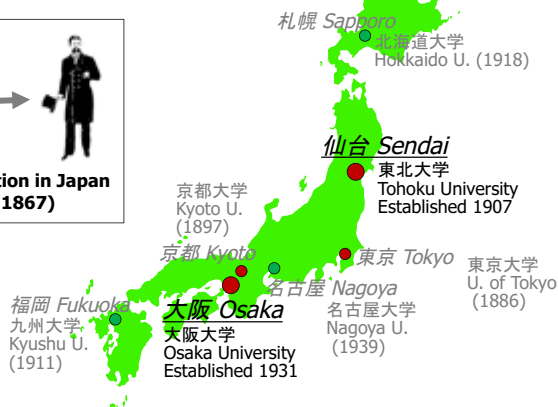 札幌 Sapporo
北海道大学
Hokkaido U. (1918)
tion in Japan
1867)
仙台 Sendai
東北大学
Tohoku University
Established 1907
京都大学
Kyoto U.
(1897)
京都 Kyoto
東京 Tokyo
東京大学
U. of Tokyo
(1886)
名古屋 Nagoya
名古屋大学
Nagoya U.
(1939)
福岡 Fukuoka
九州大学
Kyushu U.
(1911)
大阪 Osaka
大阪大学
Osaka University
Established 1931